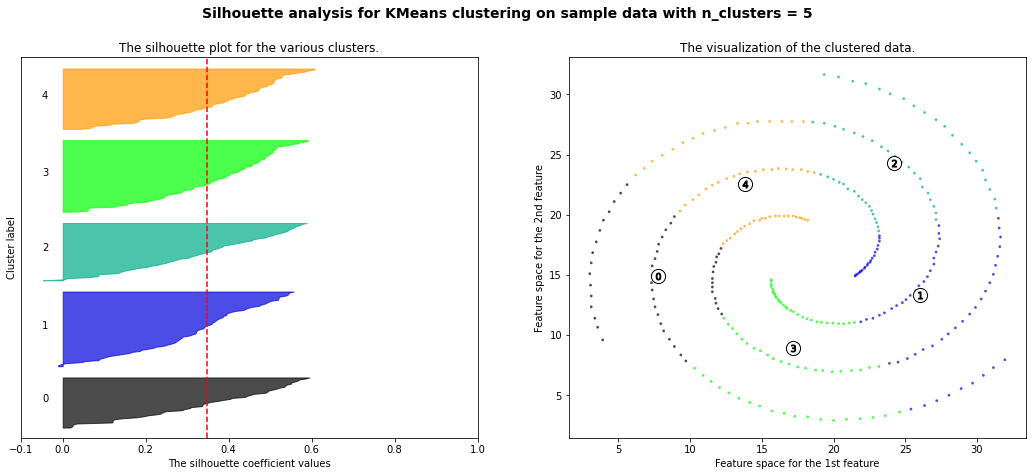 Silhouette analysis for KMeans clustering on sample data with n_clusters = 5
The silhouette plot for the various clusters.
Cluster label
4
3
2
1
0
−0.1 0.0 0.2 0.4 0.6 0.8 1.0
The silhouette coefficient values
The visualization of the clustered data.
Feature space for the 2nd feature
30
25
20
15
10
5
2
4
0
1
3
5 10 15 20 25 30
Feature space for the 1st feature